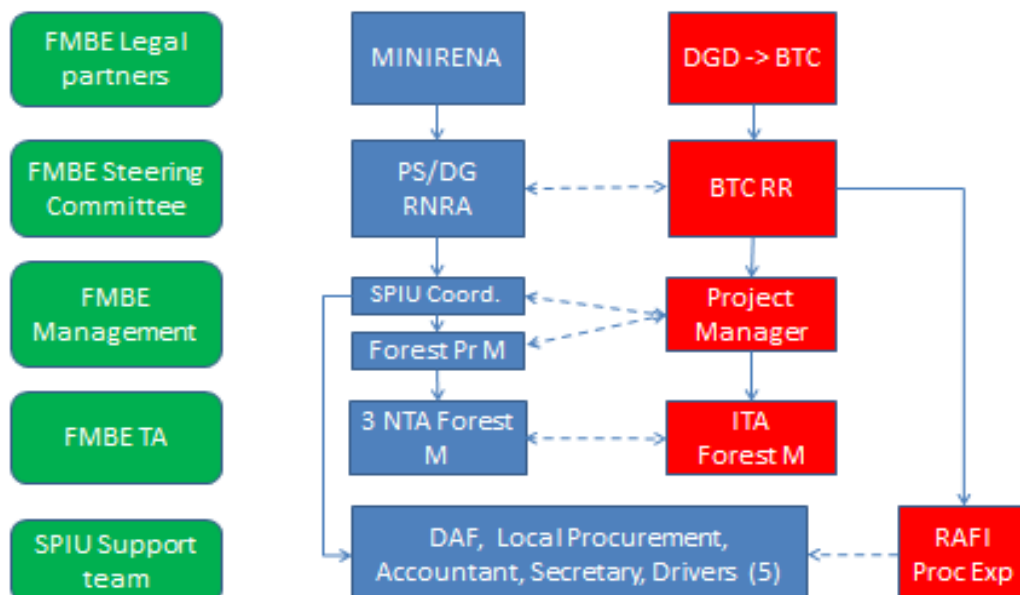 FMBE Legal
partners
MINIRENA
DGD -> BTC
FMBE Steering
Committee
PS/DG
RNRA
BTC RR
FMBE
Management
SPIU Coord.
Forest Pr M
Project
Manager
FMBE TA
3 NTA Forest
M
ITA
Forest M
SPIU Support
team
DAF, Local Procurement,
Accountant, Secretary, Drivers (5)
RAFI
Proc Exp